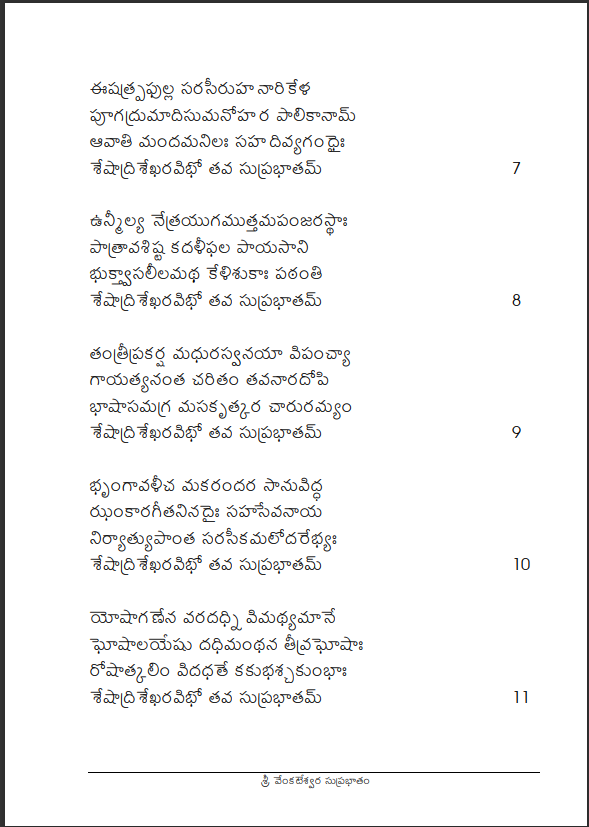 ఈషత్ప్రఫుల్ల సరసీరుహ నారికేళ
పూగద్రుమాదిసుమనోహర పాలికానామ్
ఆవాతి మందమనిలః సహ దివ్యగంధైః
శేషాద్రిశేఖరవిభో తవ సుప్రభాతమ్ 7
ఉన్మీల్య నేత్రయుగముత్తమపంజరస్థాః
పాత్రావశిష్ట కదళీఫల పాయసాని
భుక్త్వాసలీలమథ కేళిశుకాః పఠంతి
శేషాద్రిశేఖరవిభో తవ సుప్రభాతమ్ 8
తంత్రీప్రకర్ష మధురస్వనయా విపంచ్యా
గాయత్యనంత చరితం తవనారదోపి
భాషాసమగ్ర మసకృత్కర చారురమ్యం
శేషాద్రిశేఖరవిభో తవ సుప్రభాతమ్ 9
భృంగావళీచ మకరందర సానువిద్ధ
ఝంకారగీతనినదైః సహసేవనాయ
నిర్యాత్యుపాంత సరసీకమలోదరేభ్యః
శేషాద్రిశేఖరవిభో తవ సుప్రభాతమ్ 10
యోషాగణేన వరదధ్ని విమథ్యమానే
ఘోషాలయేషు దధిమంథన తీవ్రఘోషాః
రోషాత్కలిం విదధతే కకుభశ్చకుంభాః
శేషాద్రిశేఖరవిభో తవ సుప్రభాతమ్ 11
శ్రీ వేంకటేశ్వర సుప్రభాతం